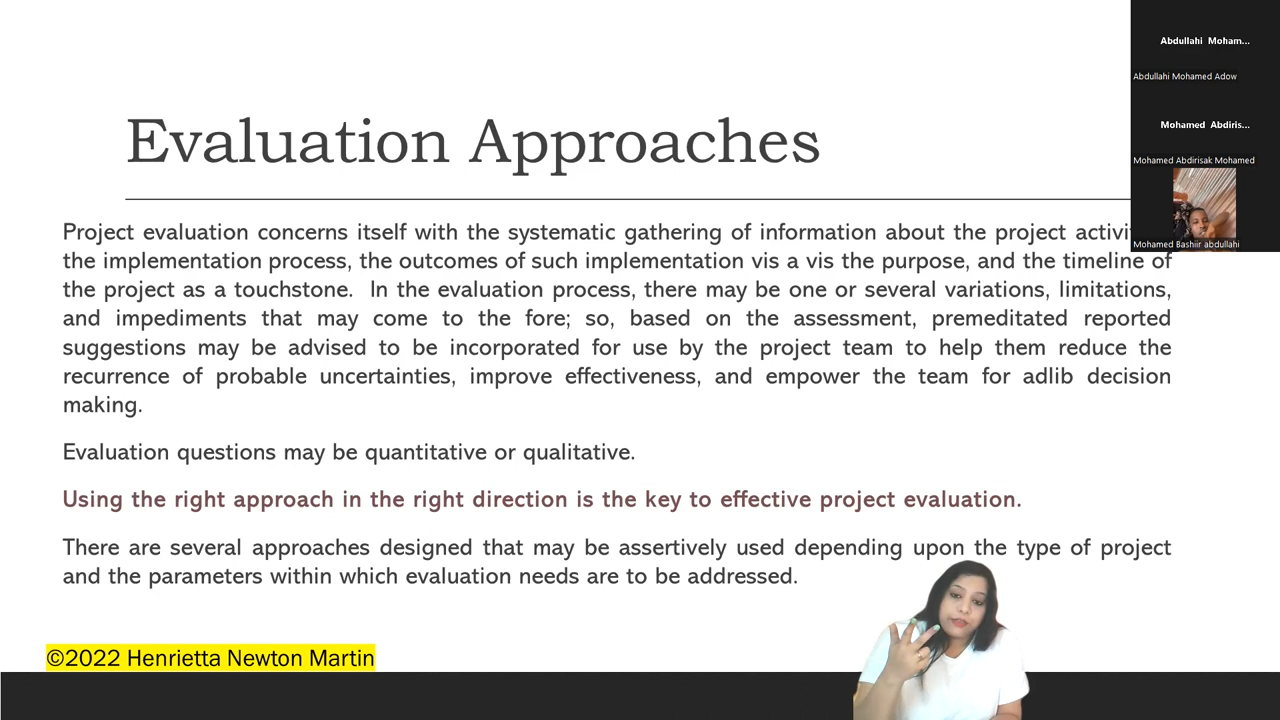 Abdullahi Moham...
Abdullahi Mohamed Adow
Mohamed Abdiris...
Mohamed Abdirisak Mohamed
Mohamed Bashiir abdullahi
Evaluation Approaches
Project evaluation concerns itself with the systematic gathering of information about the project
the implementation process, the outcomes of such implementation vis a vis the purpose, and the timeline of
the project as a touchstone. In the evaluation process, there may be one or several variations, limitations,
and impediments that may come to the fore; so, based on the assessment, premeditated reported
suggestions may be advised to be incorporated for use by the project team to help them reduce the
recurrence of probable uncertainties, improve effectiveness, and empower the team for adlib decision
making.
Evaluation questions may be quantitative or qualitative.
Using the right approach in the right direction is the key to effective project evaluation.
There are several approaches designed that may be assertively used depending upon the type of project
and the parameters within which evaluation needs are to be addressed.
©2022 Henrietta Newton Martin